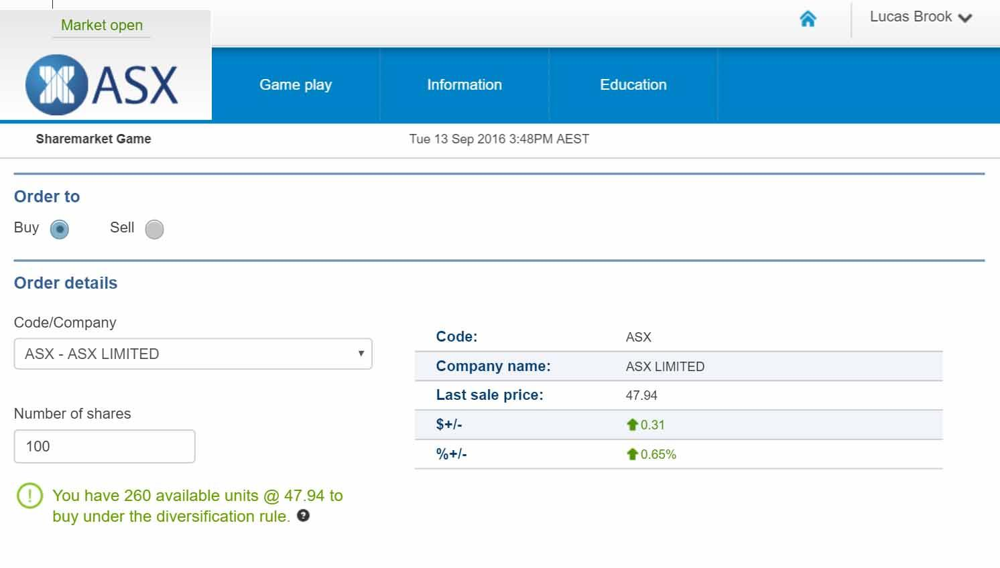 Market open
Lucas Brook
ASX
Game play
Information
Education
Sharemarket Game
Tue 13 Sep 2016 3:48PM AEST
Order to
Buy
Sell
Order details
Code/Company
ASX - ASX LIMITED
Number of shares
100
You have 260 available units @ 47.94 to
buy under the diversification rule. ?
Code: ASX
Company name: ASX LIMITED
Last sale price: 47.94
$+/- 0.31
%+/- 0.65%